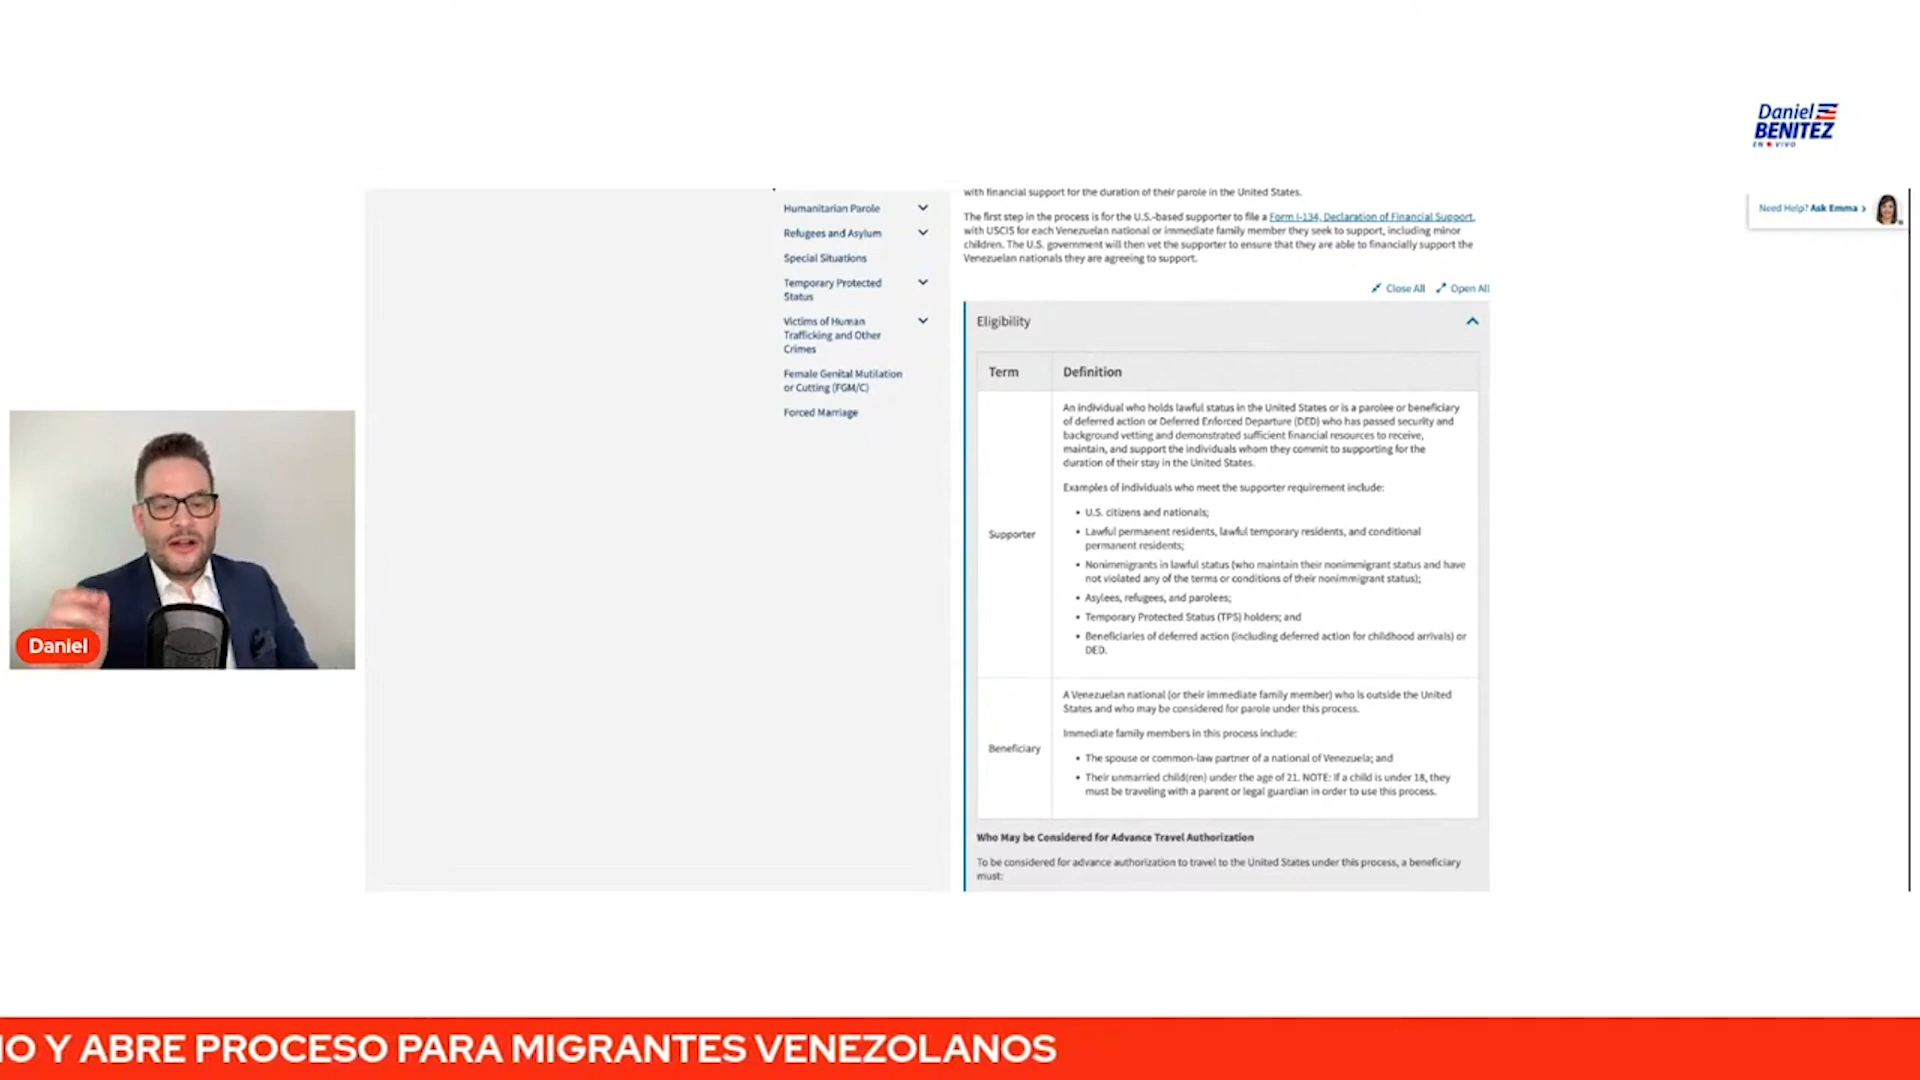 Daniel
BENITEZ
EN VIVO
Need Help? Ask Emma
Humanitarian Parole
Refugees and Asylum
Special Situations
Temporary Protected
Status
Victims of Human
Trafficking and Other
Crimes
Female Genital Mutilation
or Cutting (FGM/C)
Forced Marriage
with financial support for the duration of their parole in the United States.
The first step in the process is for the U.S.-based supporter to file a Form I-134, Declaration of Financial Support,
with USCIS for each Venezuelan national or immediate family member they seek to support, including minor
children. The U.S. government will then vet the supporter to ensure that they are able to financially support the
Venezuelan nationals they are agreeing to support.
Close All Open All
Eligibility
Term Definition
Supporter
An individual who holds lawful status in the United States or is a parolee or beneficiary
of deferred action or Deferred Enforced Departure (DED) who has passed security and
background vetting and demonstrated sufficient financial resources to receive,
maintain, and support the individuals whom they commit to supporting for the
duration of their stay in the United States.
Examples of individuals who meet the supporter requirement include:
• U.S. citizens and nationals;
• Lawful permanent residents, lawful temporary residents, and conditional
permanent residents;
• Nonimmigrants in lawful status (who maintain their nonimmigrant status and have
not violated any of the terms or conditions of their nonimmigrant status);
• Asylees, refugees, and parolees;
• Temporary Protected Status (TPS) holders; and
• Beneficiaries of deferred action (including deferred action for childhood arrivals) or
DED.
Beneficiary
A Venezuelan national (or their immediate family member) who is outside the United
States and who may be considered for parole under this process.
Immediate family members in this process include:
• The spouse or common-law partner of a national of Venezuela; and
• Their unmarried child(ren) under the age of 21. NOTE: If a child is under 18, they
must be traveling with a parent or legal guardian in order to use this process.
Who May be Considered for Advance Travel Authorization
To be considered for advance authorization to travel to the United States under this process, a beneficiary
must:
Daniel
IO Y ABRE PROCESO PARA MIGRANTES VENEZOLANOS